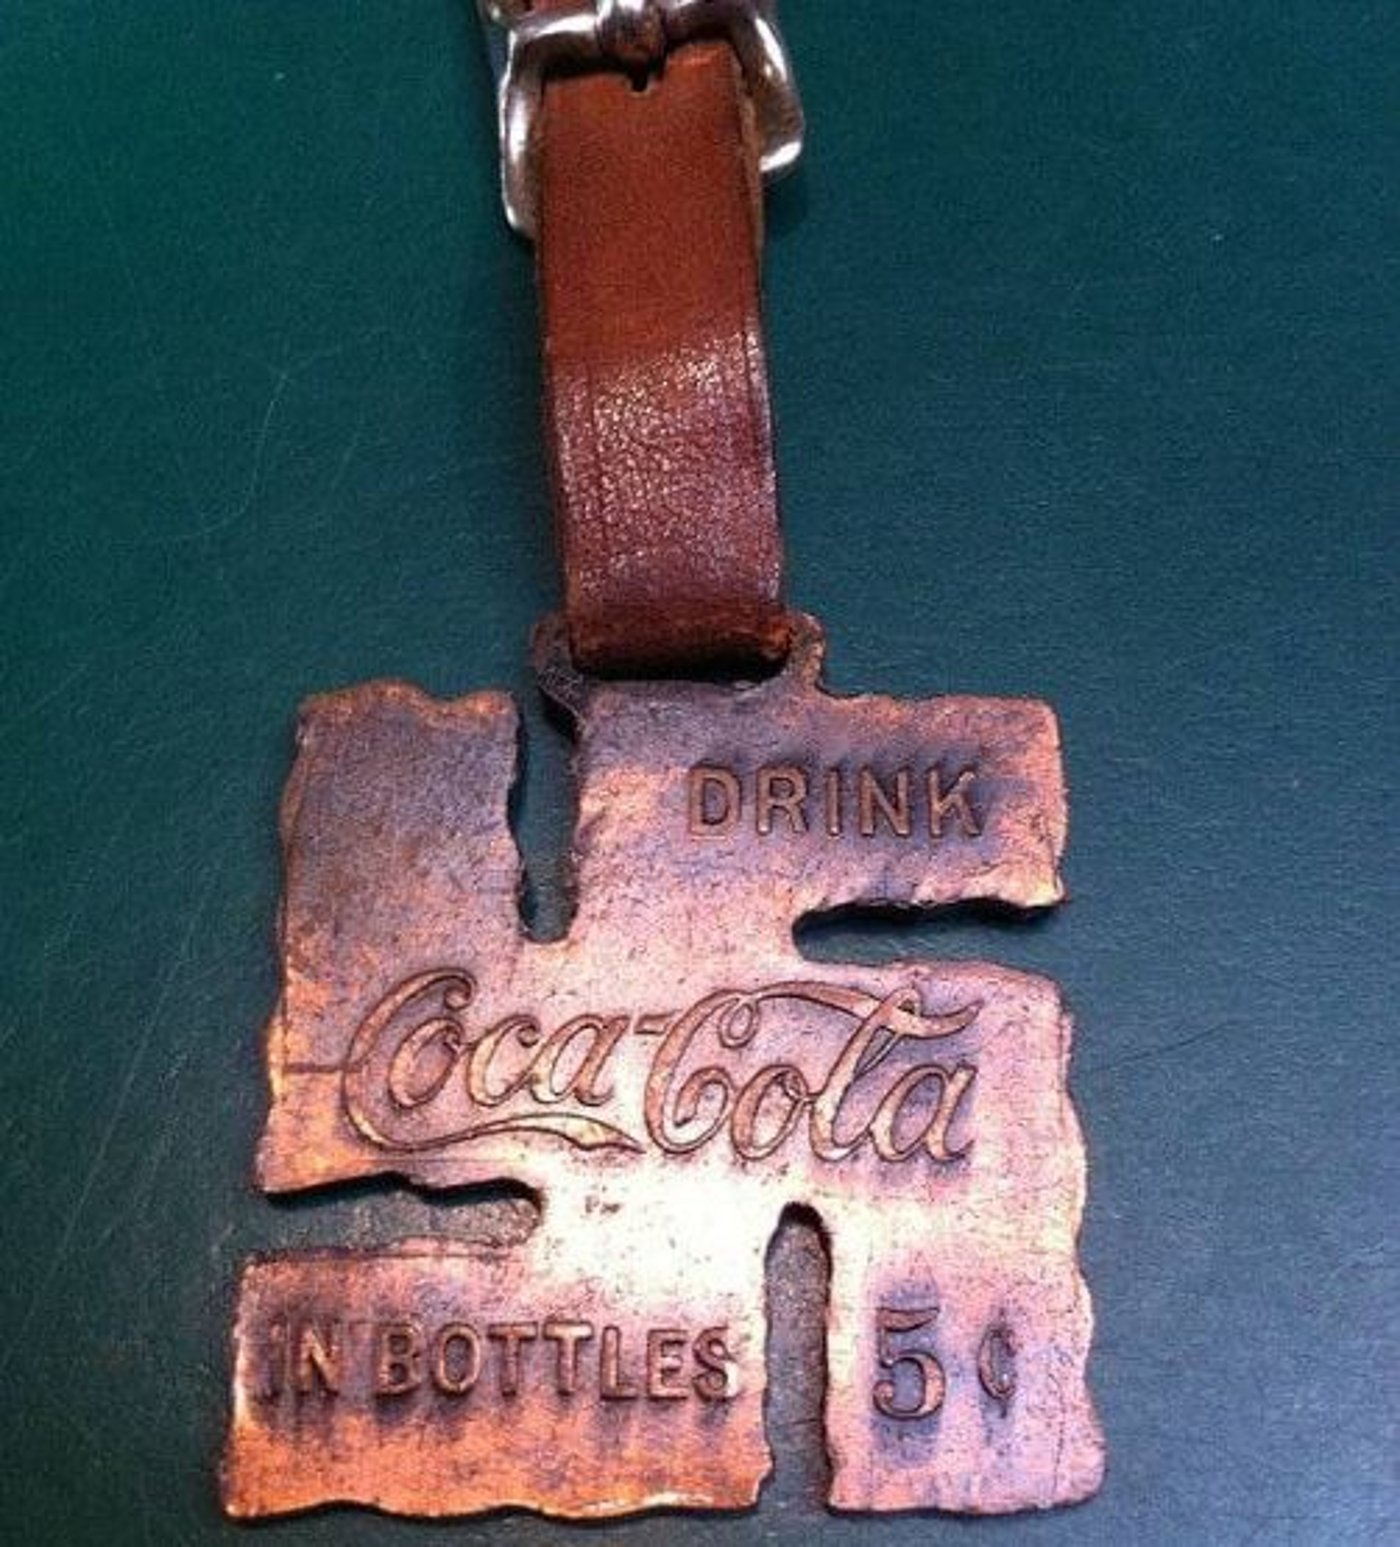 DRINK
Coca-Cola
IN BOTTLES 5¢